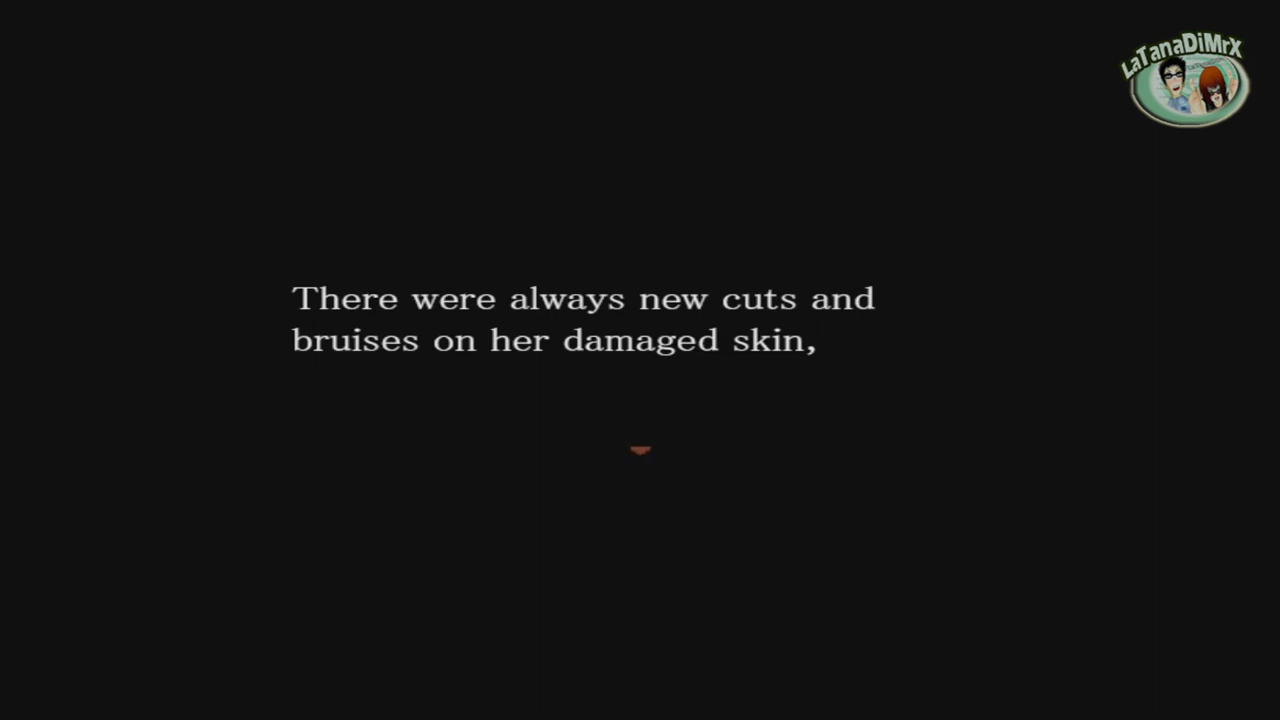 LaTanaDiMrX
There were always new cuts and
bruises on her damaged skin,